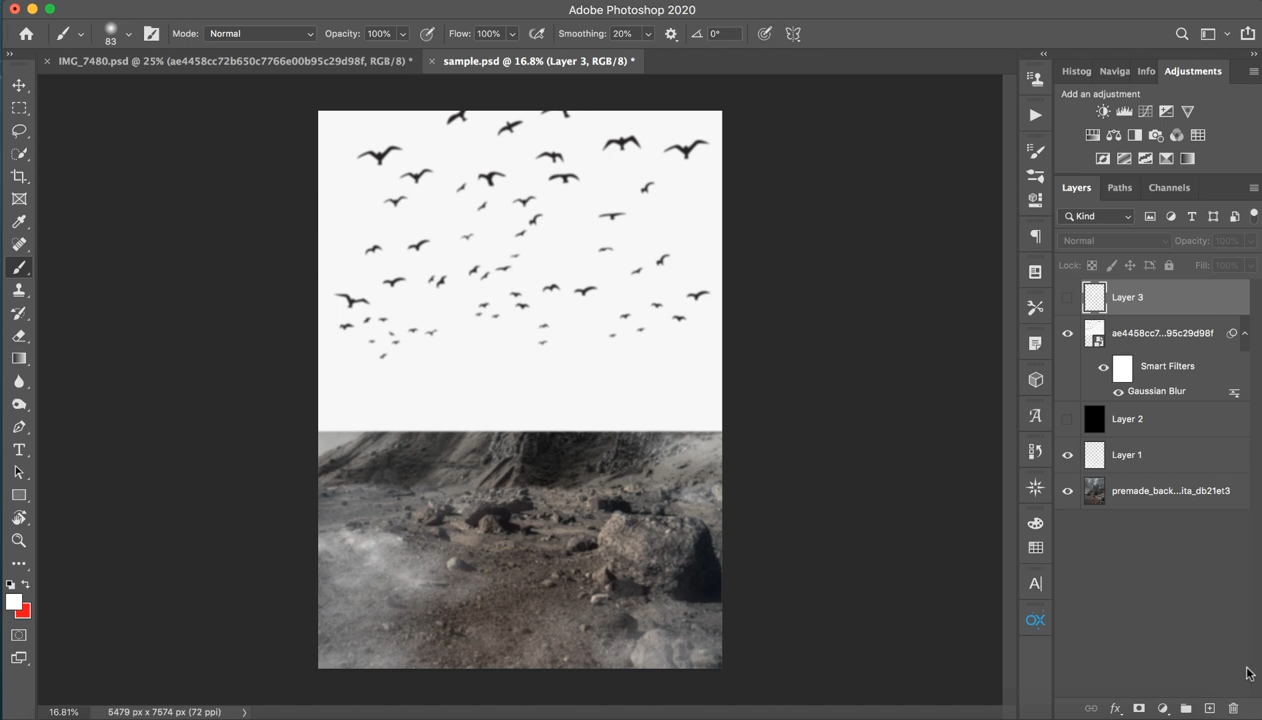 Adobe Photoshop 2020
83
Mode: Normal
Opacity: 100%
Flow: 100%
Smoothing: 20%
0°
IMG_7480.psd @ 25% (ae4458cc72b650c7766e00b95c29d98f, RGB/8) *
sample.psd @ 16.8% (Layer 3, RGB/8) *
Histog
Naviga
Info
Adjustments
Add an adjustment
Layers
Paths
Channels
Kind
Normal
Opacity: 100%
Lock:
Fill: 100%
Layer 3
ae4458cc7...95c29d98f
Smart Filters
Gaussian Blur
Layer 2
Layer 1
premade_back...ita_db21et3
16.81%
5479 px x 7574 px (72 ppi)